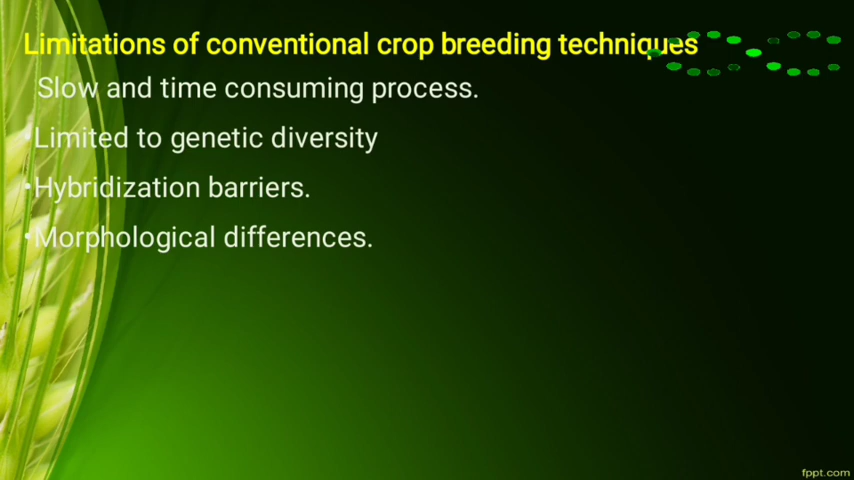 Limitations of conventional crop breeding techniques
Slow and time consuming process.
•Limited to genetic diversity
•Hybridization barriers.
•Morphological differences.
fppt.com